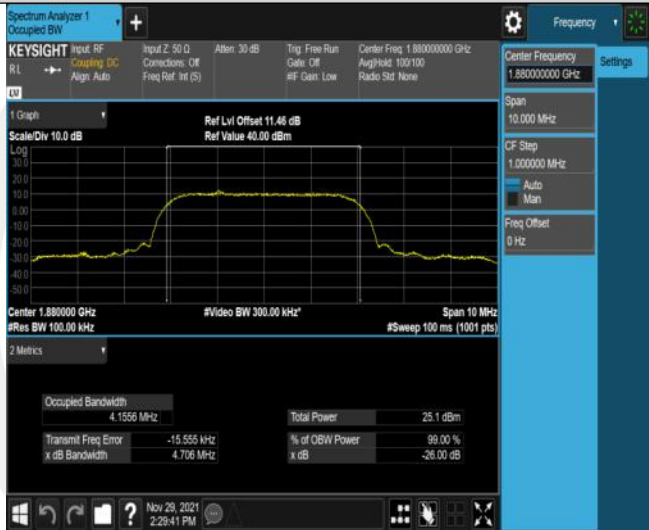 Spectrum Analyzer 1
Occupied BW
Frequency
KEYSIGHT
Input: RF
Coupling: DC
Align: Auto
Input Z: 50 Ω
Corrections: Off
Freq Ref: Int (S)
Atten: 30 dB
Trig: Free Run
Gate: Off
#IF Gain: Low
Center Freq: 1.880000000 GHz
Avg|Hold: 100/100
Radio Std: None
R L
LXI
1 Graph
Scale/Div 10.0 dB
Ref Lvl Offset 11.46 dB
Ref Value 40.00 dBm
Log
30.0
20.0
10.0
0.00
-10.0
-20.0
-30.0
-40.0
-50.0
Center 1.880000 GHz
#Res BW 100.00 kHz
#Video BW 300.00 kHz*
Span 10 MHz
#Sweep 100 ms (1001 pts)
2 Metrics
Occupied Bandwidth
4.1556 MHz
Transmit Freq Error -15.555 kHz
x dB Bandwidth 4.706 MHz
Total Power 25.1 dBm
% of OBW Power 99.00 %
x dB -26.00 dB
Nov 29, 2021
2:29:41 PM
Center Frequency
1.880000000 GHz
Settings
Span
10.000 MHz
CF Step
1.000000 MHz
Auto
Man
Freq Offset
0 Hz